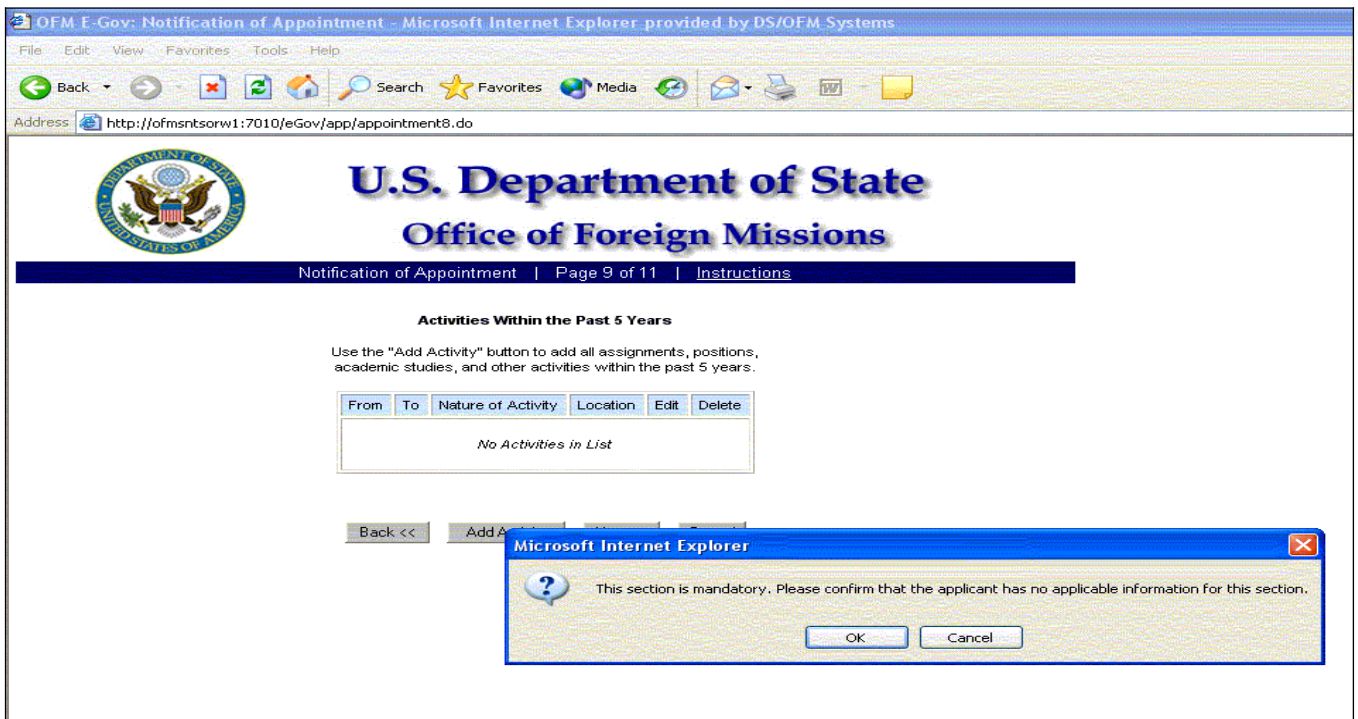 OFM E-Gov: Notification of Appointment - Microsoft Internet Explorer provided by DS/OFM Systems
File Edit View Favorites Tools Help
Back Search Favorites Media
Address http://ofmsntsorw1:7010/eGov/app/appointment8.do
U.S. Department of State
Office of Foreign Missions
Notification of Appointment | Page 9 of 11 | Instructions
Activities Within the Past 5 Years
Use the "Add Activity" button to add all assignments, positions,
academic studies, and other activities within the past 5 years.
From To Nature of Activity Location Edit Delete
No Activities in List
Back << Add
Microsoft Internet Explorer
This section is mandatory. Please confirm that the applicant has no applicable information for this section.
OK Cancel